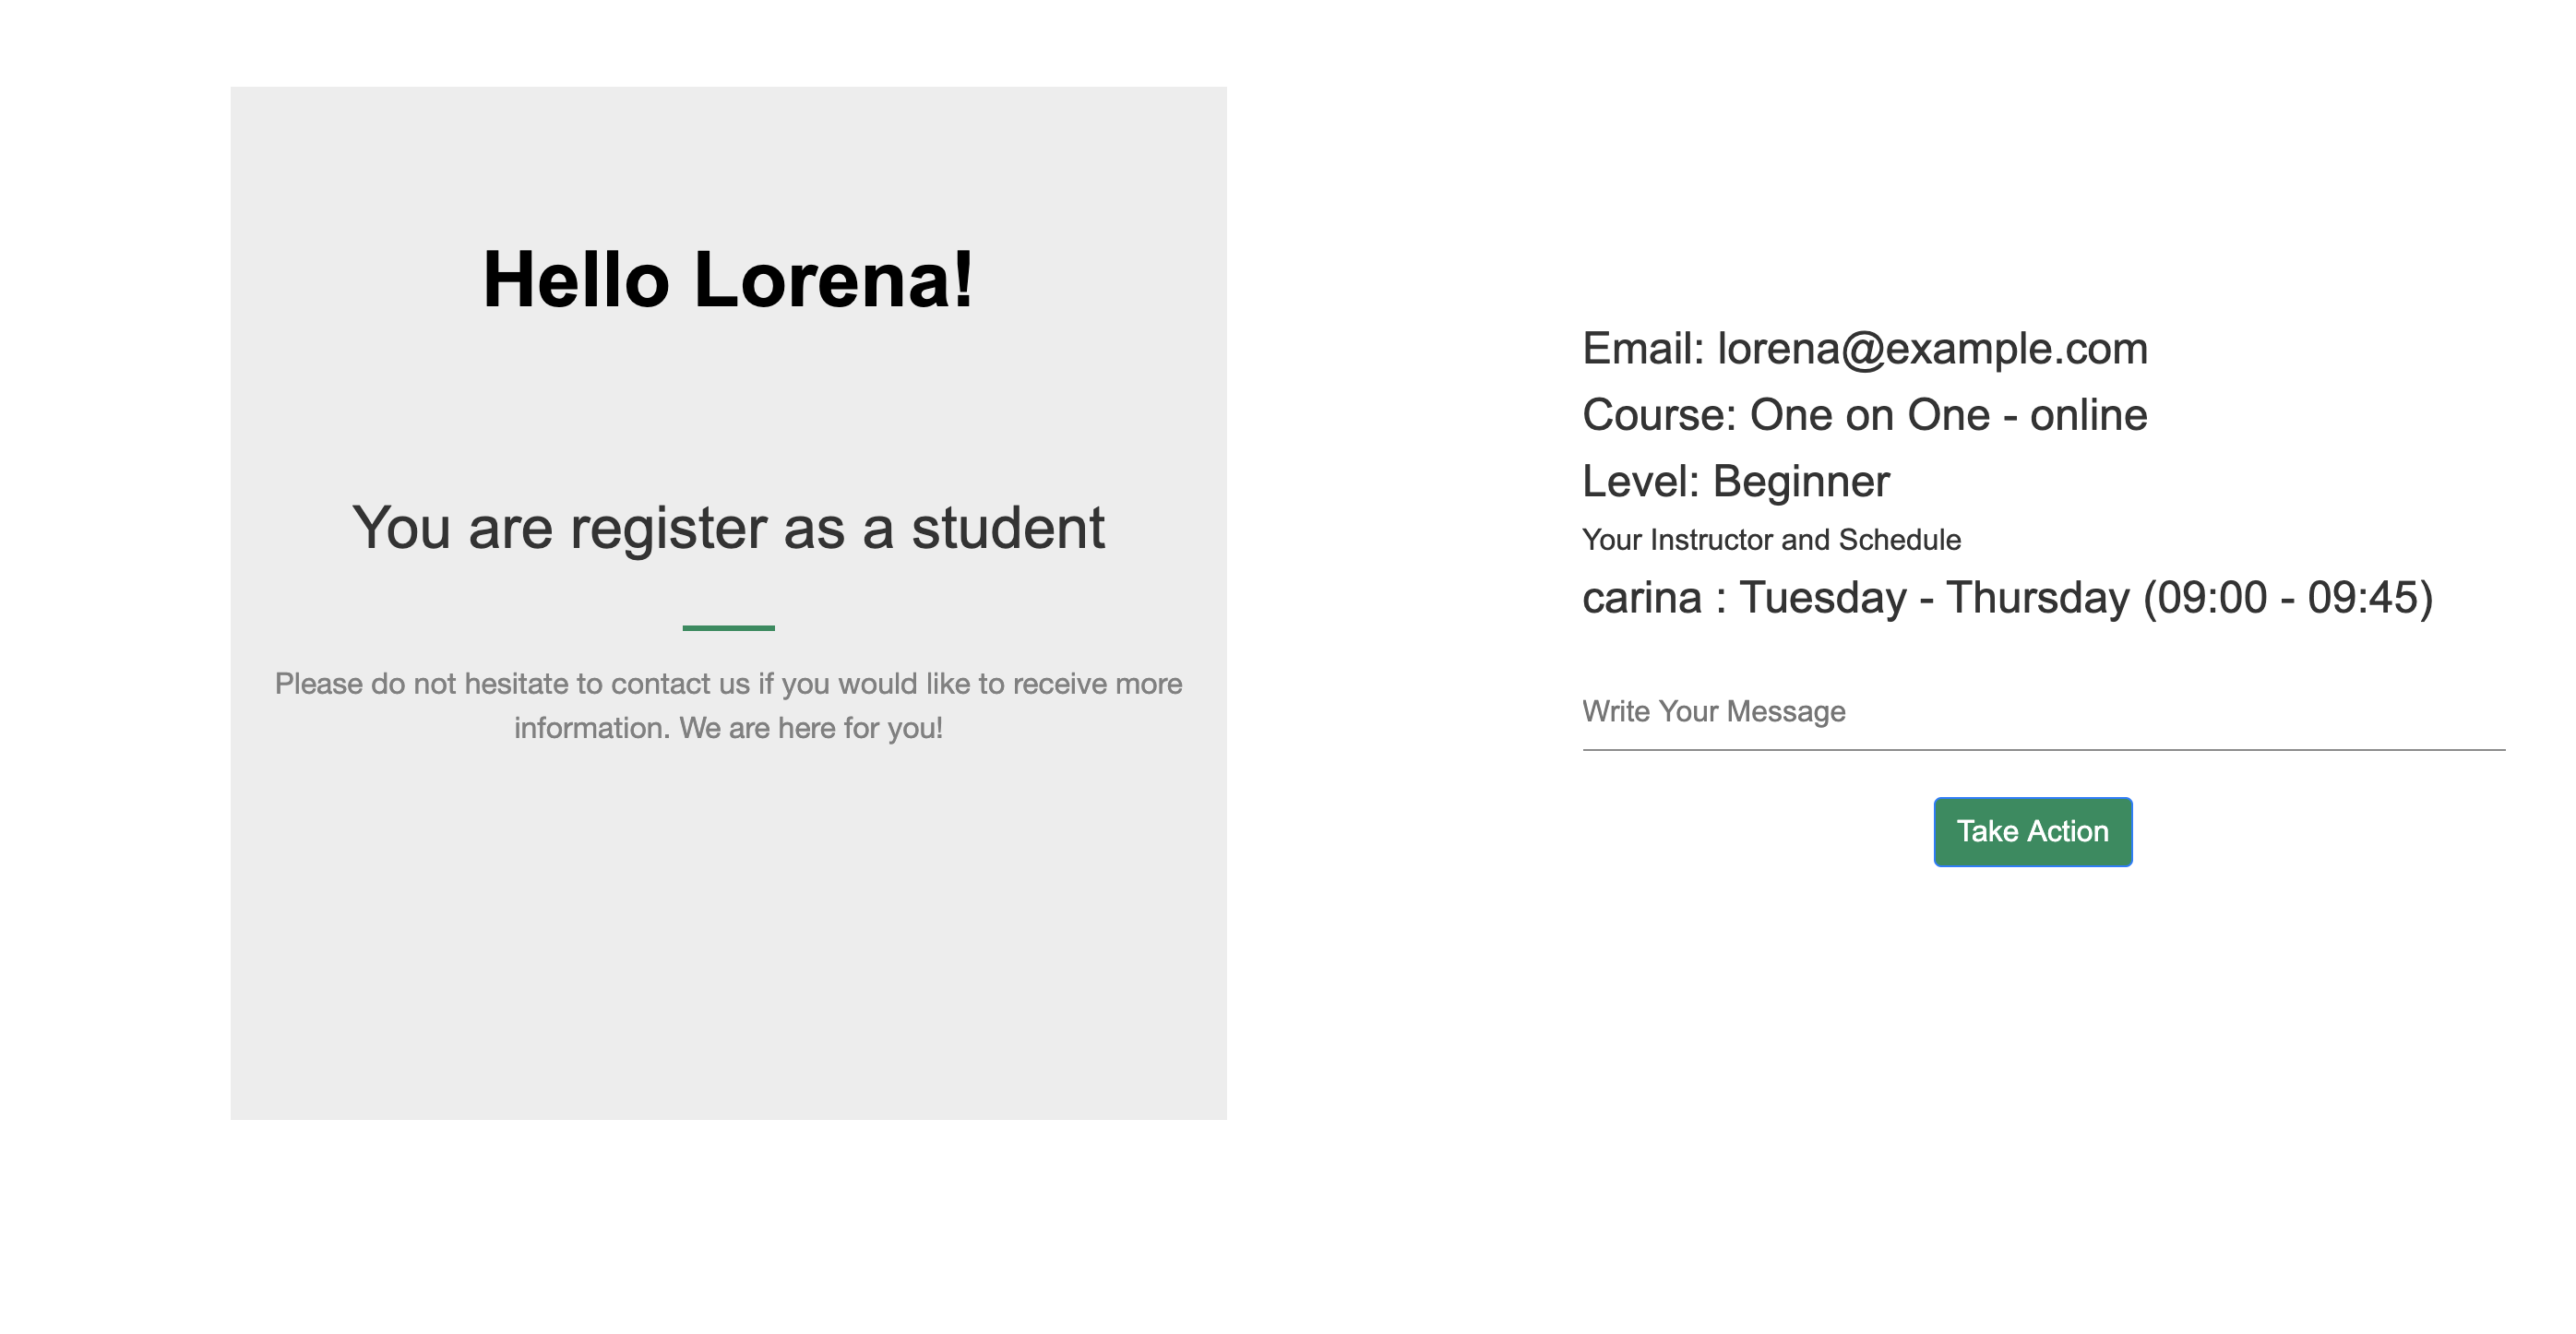 Hello Lorena!
You are register as a student
Please do not hesitate to contact us if you would like to receive more
information. We are here for you!
Email: lorena@example.com
Course: One on One - online
Level: Beginner
Your Instructor and Schedule
carina : Tuesday - Thursday (09:00 - 09:45)
Write Your Message
Take Action